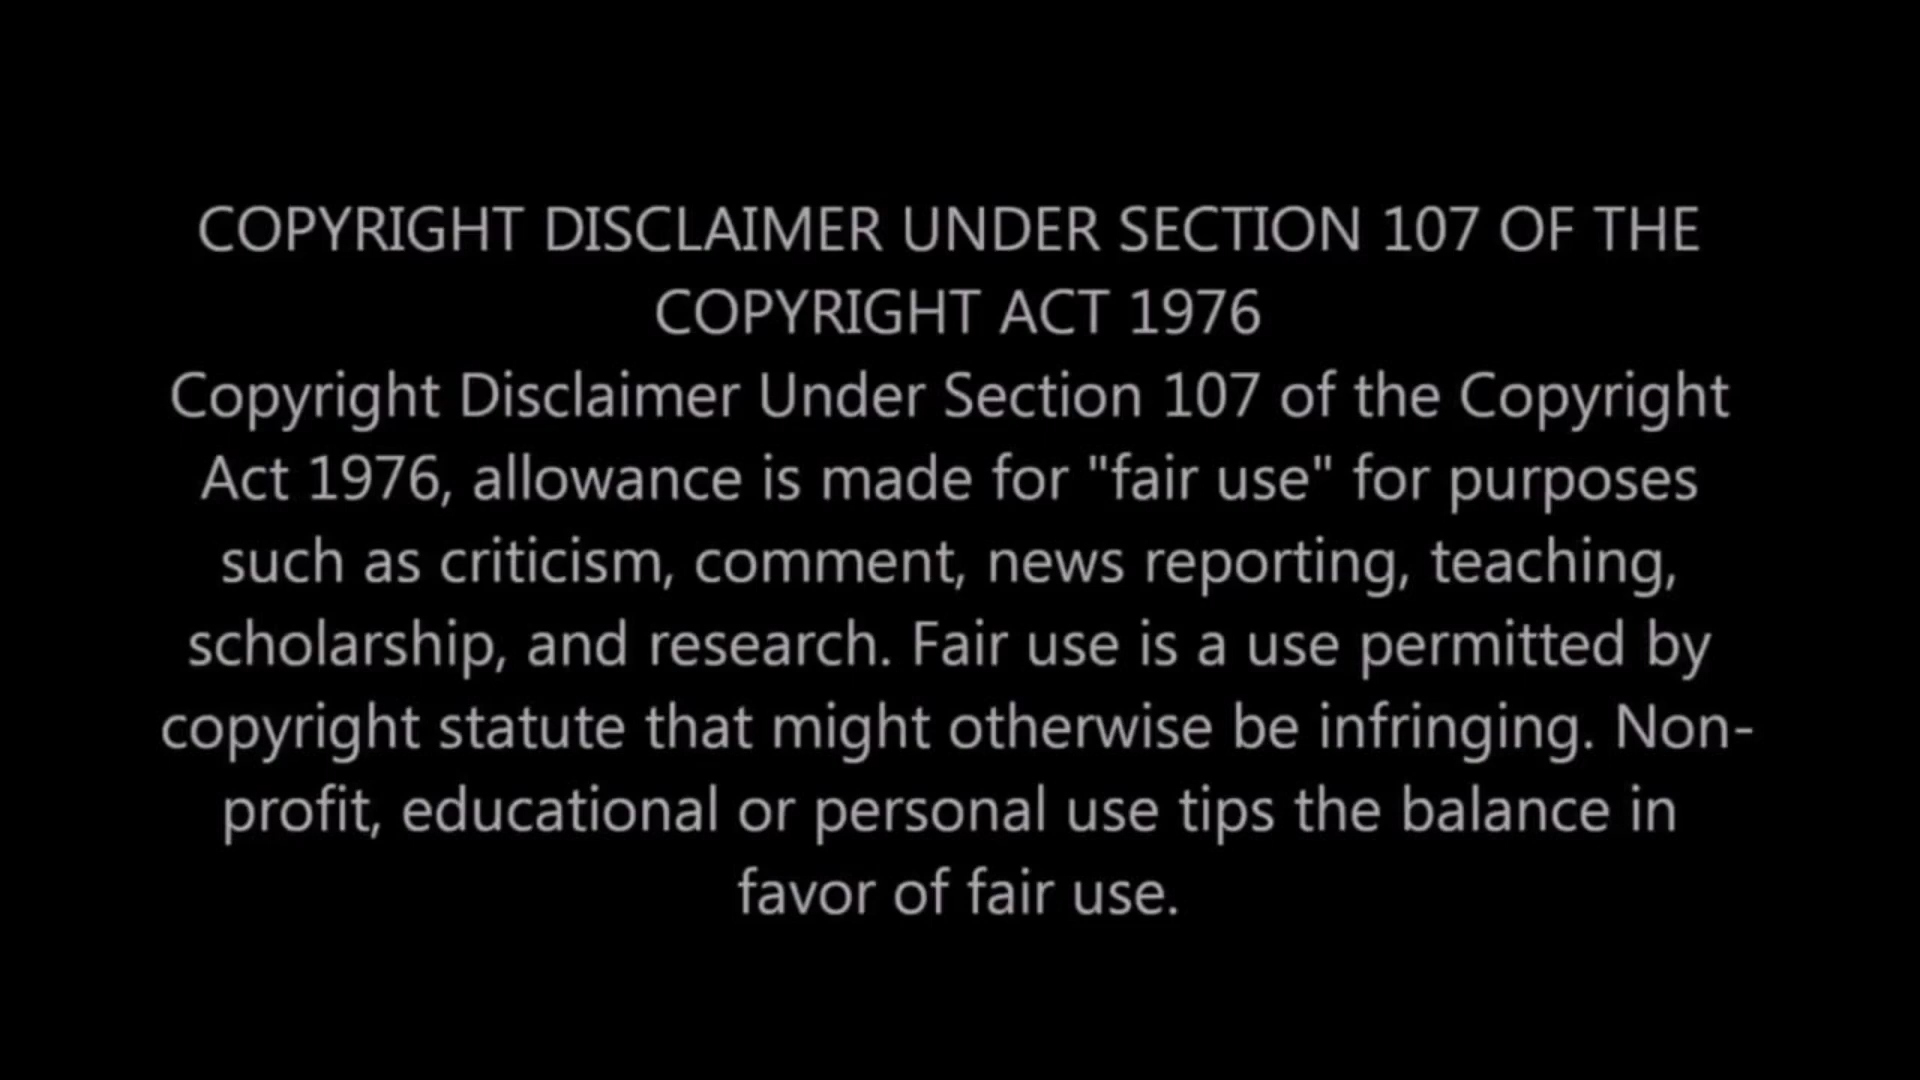 COPYRIGHT DISCLAIMER UNDER SECTION 107 OF THE
COPYRIGHT ACT 1976
Copyright Disclaimer Under Section 107 of the Copyright
Act 1976, allowance is made for "fair use" for purposes
such as criticism, comment, news reporting, teaching,
scholarship, and research. Fair use is a use permitted by
copyright statute that might otherwise be infringing. Non-
profit, educational or personal use tips the balance in
favor of fair use.